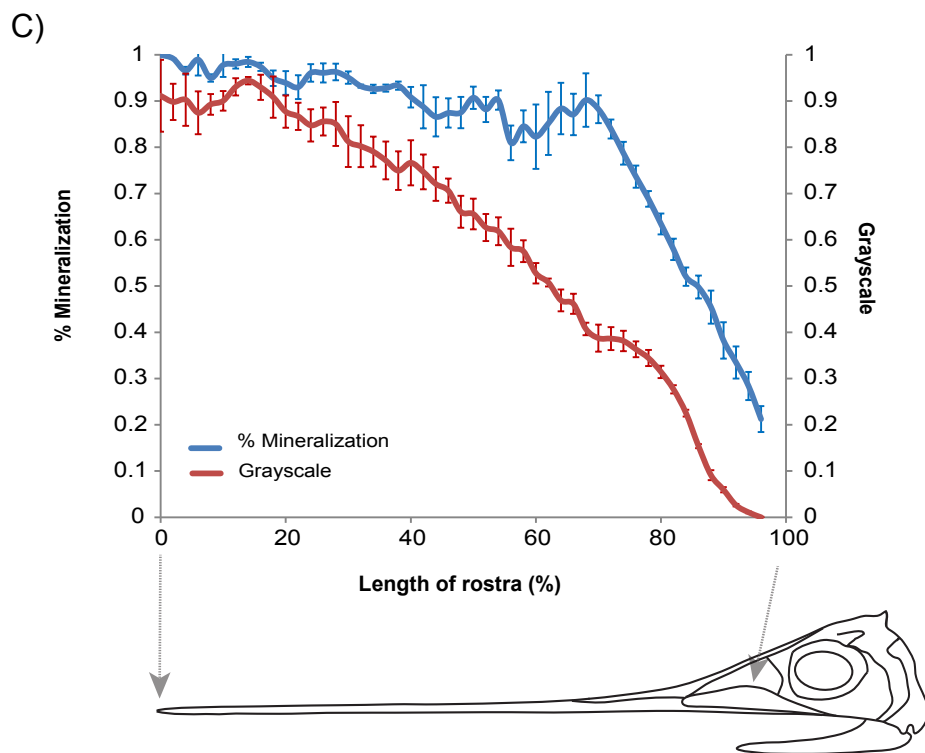 C)
1 1
0.9 0.9
0.8 0.8
0.7 0.7
0.6 0.6
0.5 0.5
0.4 0.4
0.3 0.3
0.2 0.2
0.1 0.1
0 0
% Mineralization
Grayscale
% Mineralization
Grayscale
0 20 40 60 80 100
Length of rostra (%)